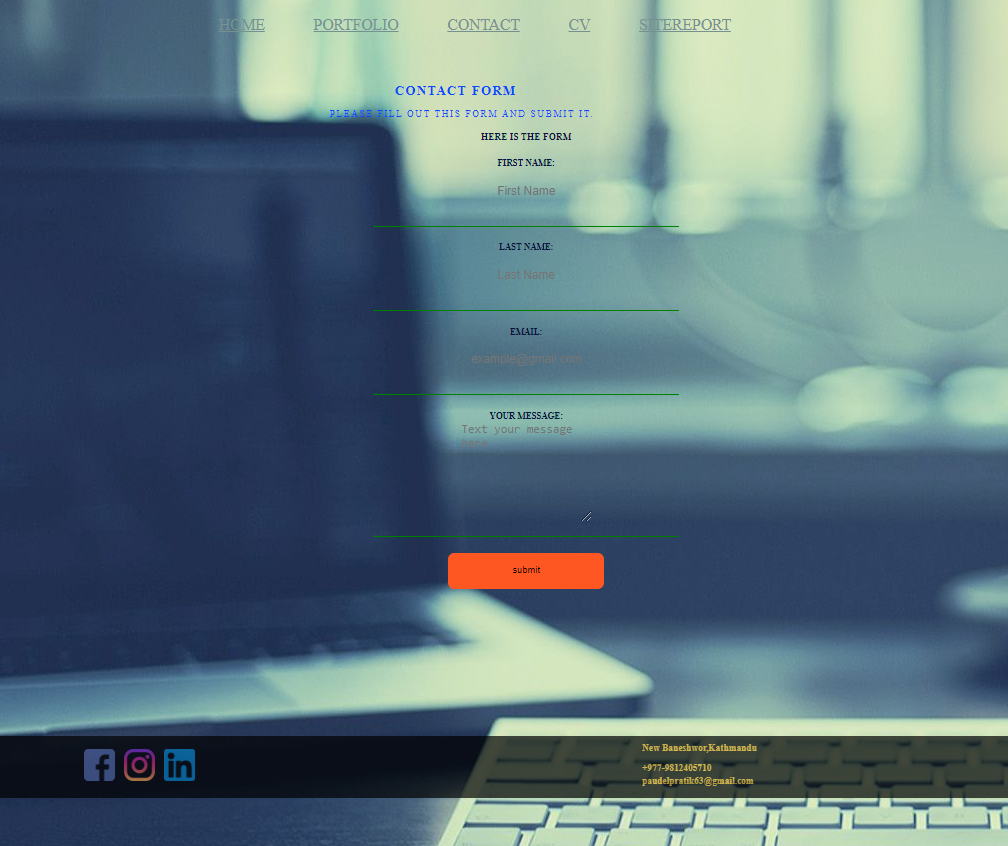 HOME PORTFOLIO CONTACT CV SITEREPORT
CONTACT FORM
PLEASE FILL OUT THIS FORM AND SUBMIT IT.
HERE IS THE FORM
FIRST NAME:
First Name
LAST NAME:
Last Name
EMAIL:
example@gmail.com
YOUR MESSAGE:
Text your message
here
submit
New Baneshwor,Kathmandu
+977-9812405710
paudelpratik63@gmail.com